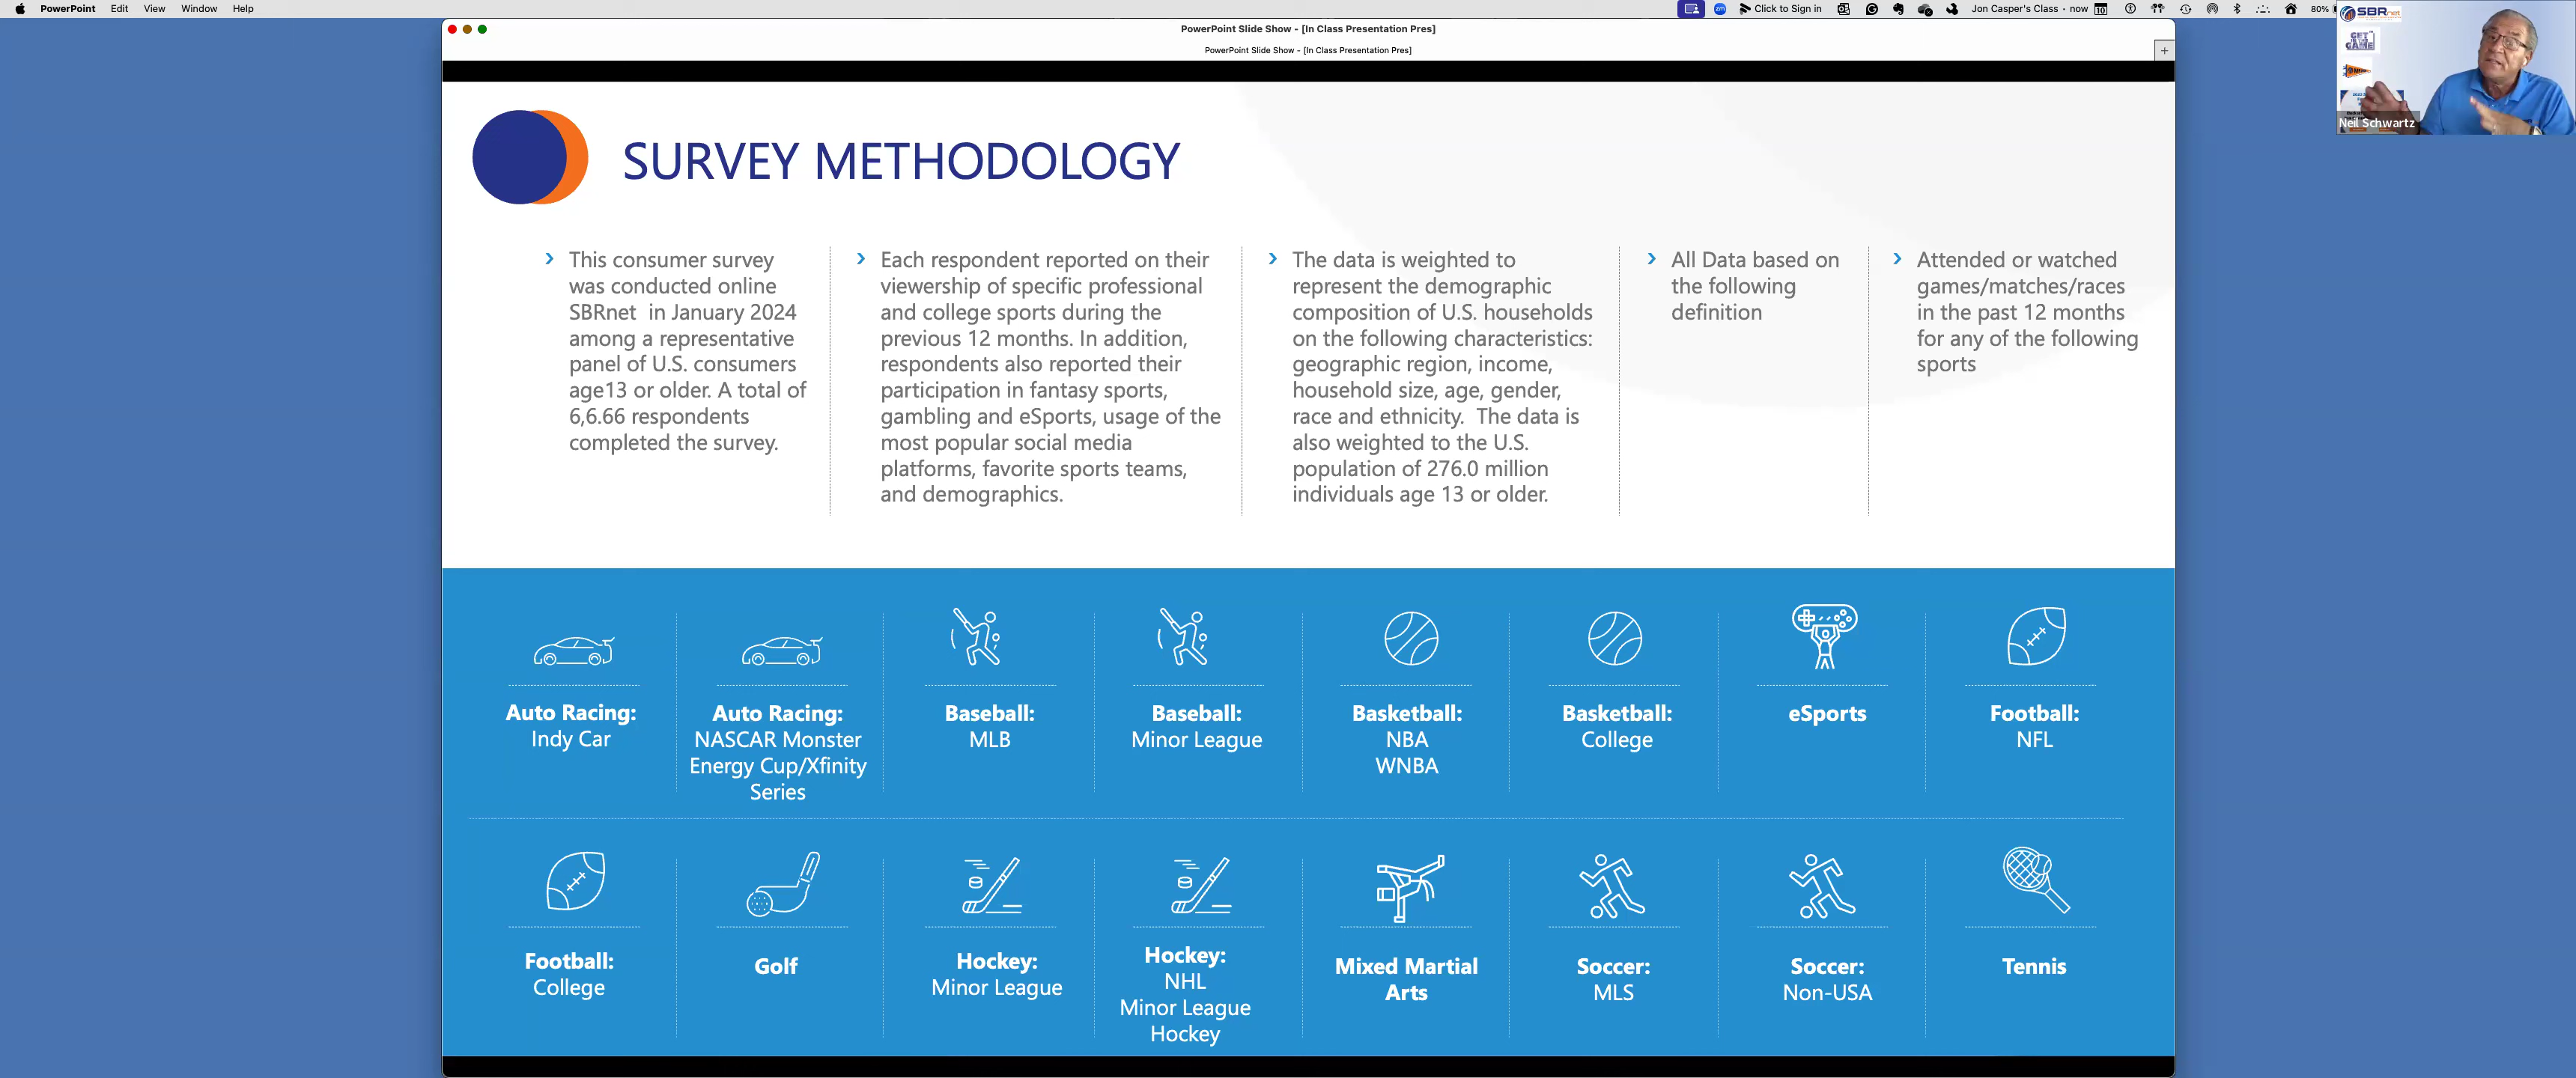 PowerPoint Edit View Window Help
Click to Sign in
Jon Casper's Class • now
10
80%
PowerPoint Slide Show - [In Class Presentation Pres]
PowerPoint Slide Show - [In Class Presentation Pres]
SBRnet
GET
GAME
Neil Schwartz
SURVEY METHODOLOGY
This consumer survey
was conducted online
SBRnet in January 2024
among a representative
panel of U.S. consumers
age13 or older. A total of
6,6.66 respondents
completed the survey.
Each respondent reported on their
viewership of specific professional
and college sports during the
previous 12 months. In addition,
respondents also reported their
participation in fantasy sports,
gambling and eSports, usage of the
most popular social media
platforms, favorite sports teams,
and demographics.
The data is weighted to
represent the demographic
composition of U.S. households
on the following characteristics:
geographic region, income,
household size, age, gender,
race and ethnicity. The data is
also weighted to the U.S.
population of 276.0 million
individuals age 13 or older.
All Data based on
the following
definition
Attended or watched
games/matches/races
in the past 12 months
for any of the following
sports
Auto Racing:
Indy Car
Auto Racing:
NASCAR Monster
Energy Cup/Xfinity
Series
Baseball:
MLB
Baseball:
Minor League
Basketball:
NBA
WNBA
Basketball:
College
eSports
Football:
NFL
Football:
College
Golf
Hockey:
Minor League
Hockey:
NHL
Minor League
Hockey
Mixed Martial
Arts
Soccer:
MLS
Soccer:
Non-USA
Tennis